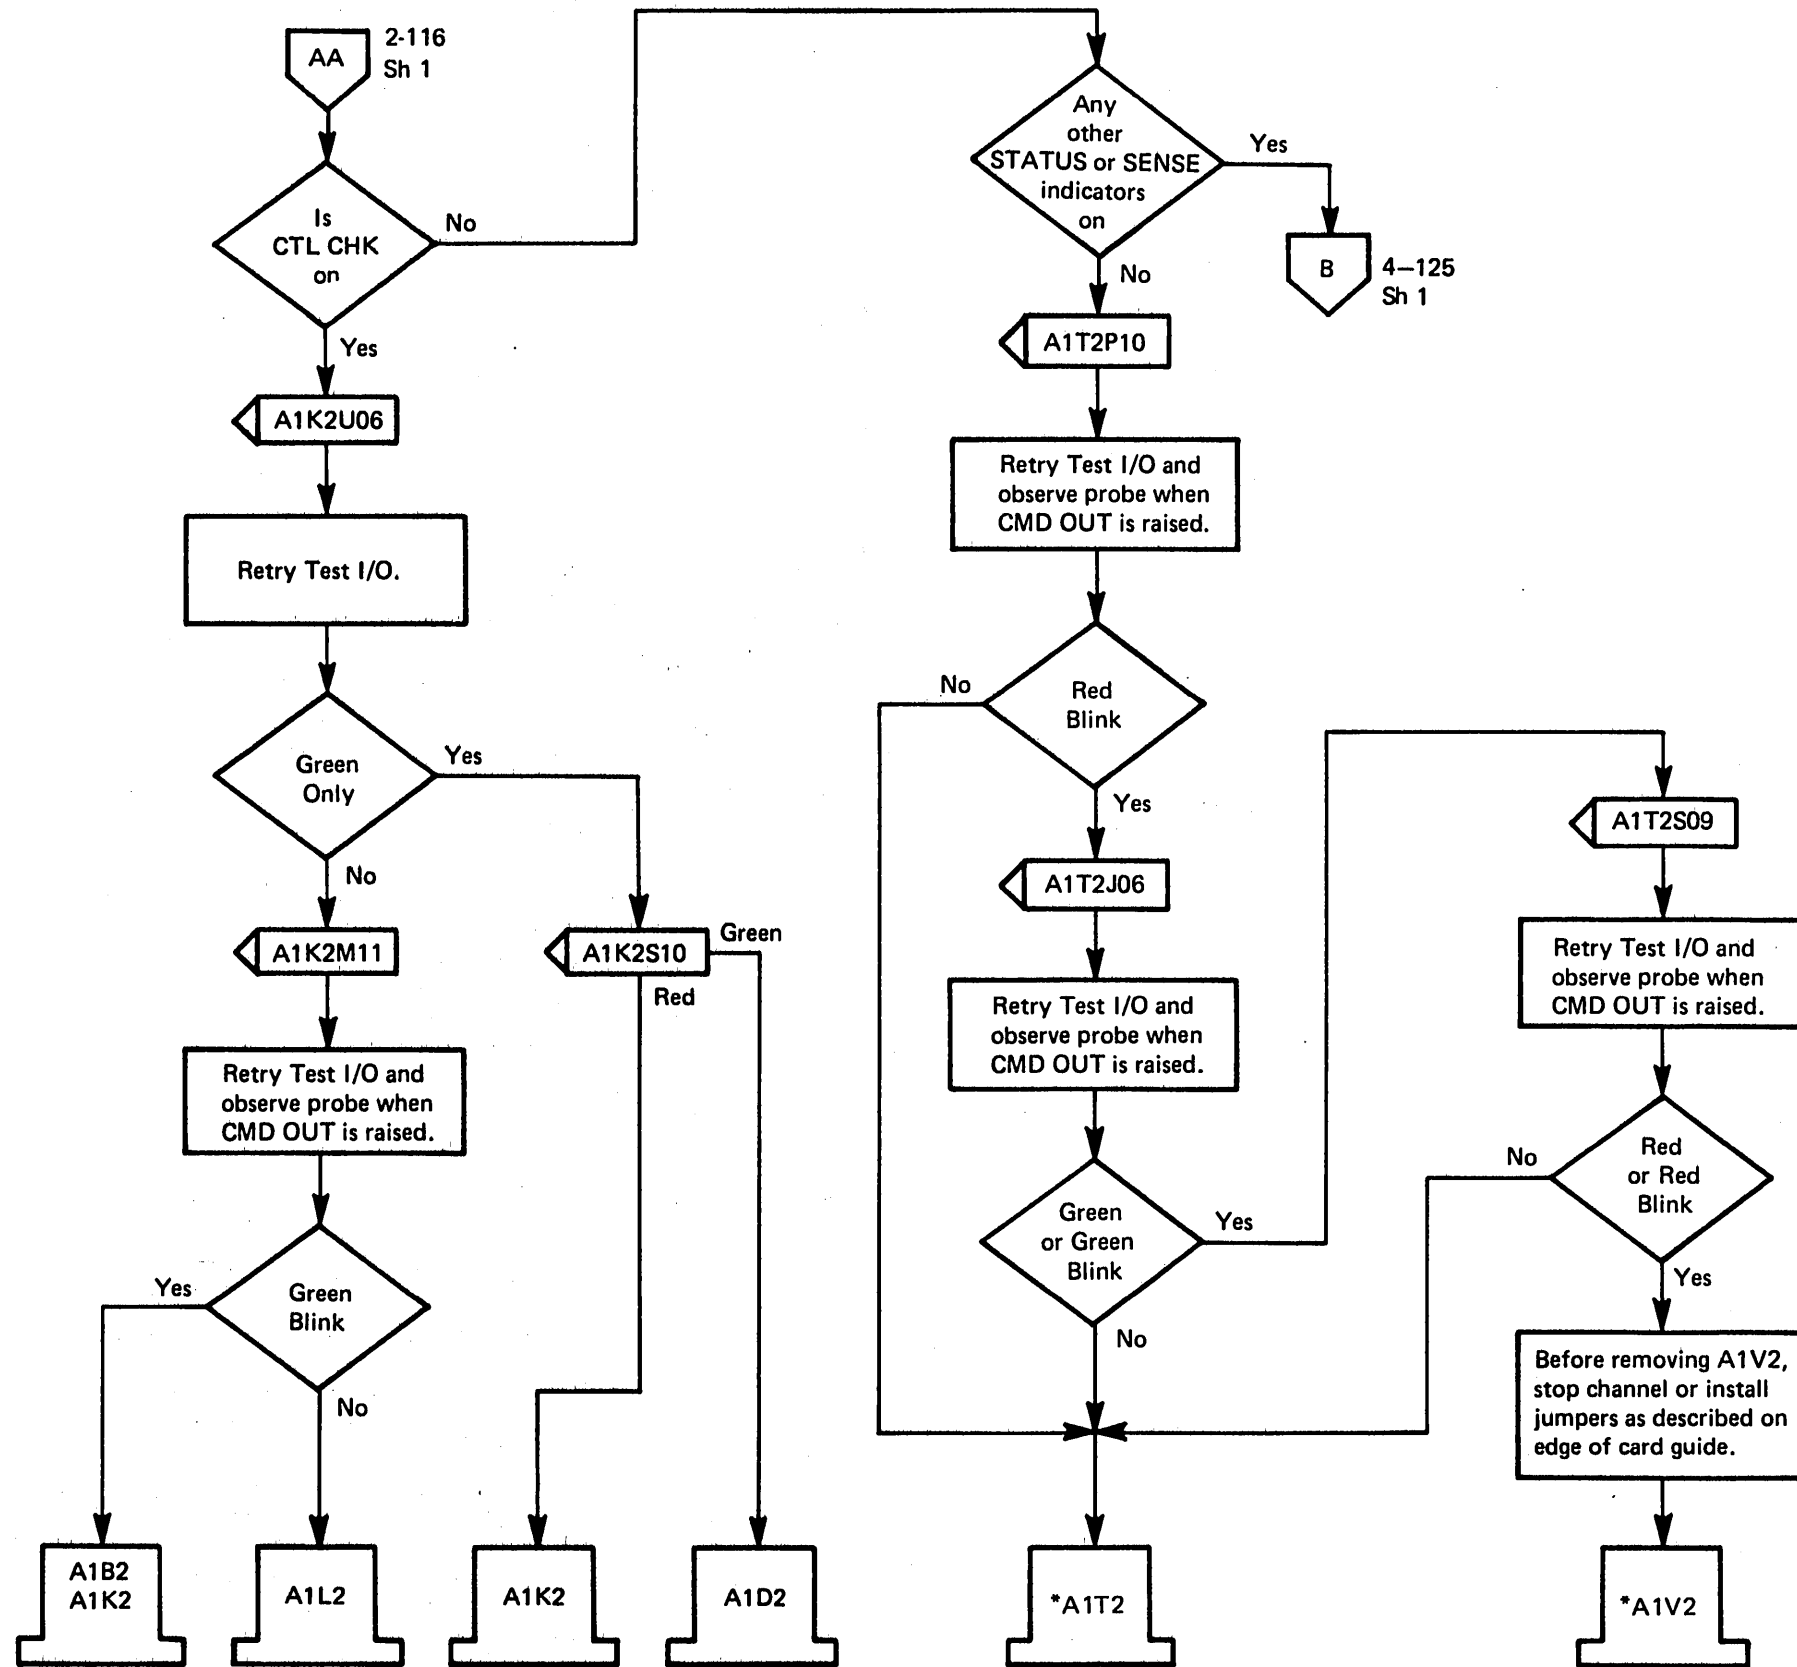 AA
2-116
Sh 1
Is
CTL CHK
on
No
Yes
A1K2U06
Retry Test I/O.
Green
Only
Yes
No
A1K2M11
A1K2S10
Green
Red
Retry Test I/O and
observe probe when
CMD OUT is raised.
Green
Blink
Yes
No
A1B2
A1K2
A1L2
A1K2
A1D2
Any
other
STATUS or SENSE
indicators
on
Yes
No
B
4—125
Sh 1
A1T2P10
Retry Test I/O and
observe probe when
CMD OUT is raised.
Red
Blink
No
Yes
A1T2J06
Retry Test I/O and
observe probe when
CMD OUT is raised.
Green
or Green
Blink
Yes
No
*A1T2
A1T2S09
Retry Test I/O and
observe probe when
CMD OUT is raised.
Red
or Red
Blink
No
Yes
Before removing A1V2,
stop channel or install
jumpers as described on
edge of card guide.
*A1V2